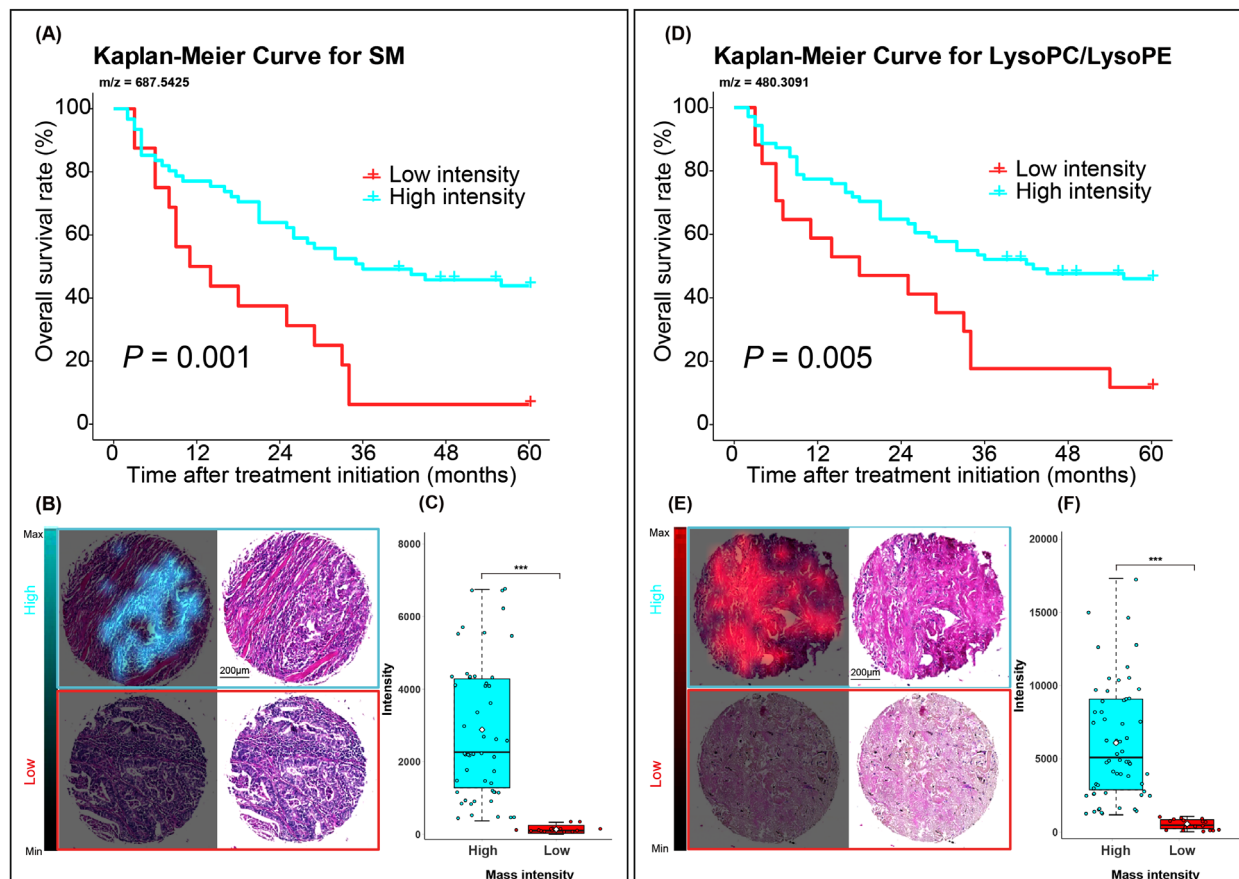 (A)
Kaplan-Meier Curve for SM
m/z = 687.5425
100
80
60
40
20
0
Overall survival rate (%)
Low intensity
High intensity
P = 0.001
0 12 24 36 48 60
Time after treatment initiation (months)
(B)
Max
High
Low
Min
200µm
(C)
8000
6000
4000
2000
0
Intensity
***
High Low
Mass intensity
(D)
Kaplan-Meier Curve for LysoPC/LysoPE
m/z = 480.3091
100
80
60
40
20
0
Overall survival rate (%)
Low intensity
High intensity
P = 0.005
0 12 24 36 48 60
Time after treatment initiation (months)
(E)
Max
High
Low
Min
200µm
(F)
20000
15000
10000
5000
0
Intensity
***
High Low
Mass intensity